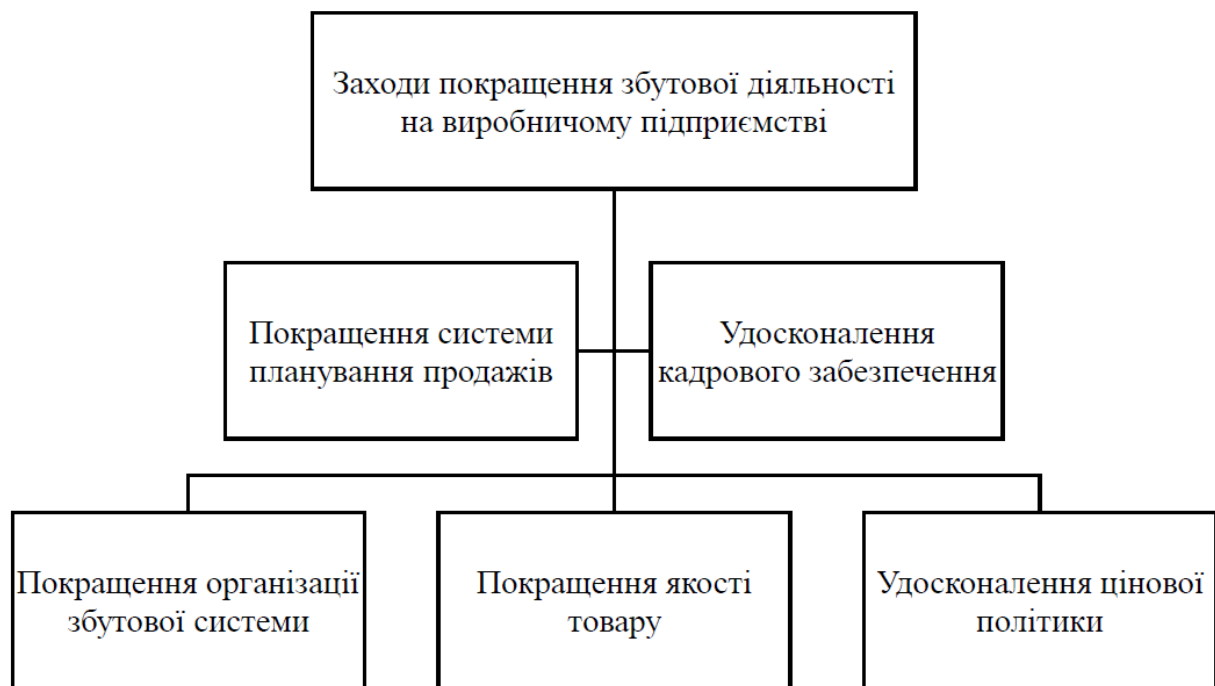 Заходи покращення збутової діяльності
на виробничому підприємстві
Покращення системи
планування продажів
Удосконалення
кадрового забезпечення
Покращення організації
збутової системи
Покращення якості
товару
Удосконалення цінової
політики